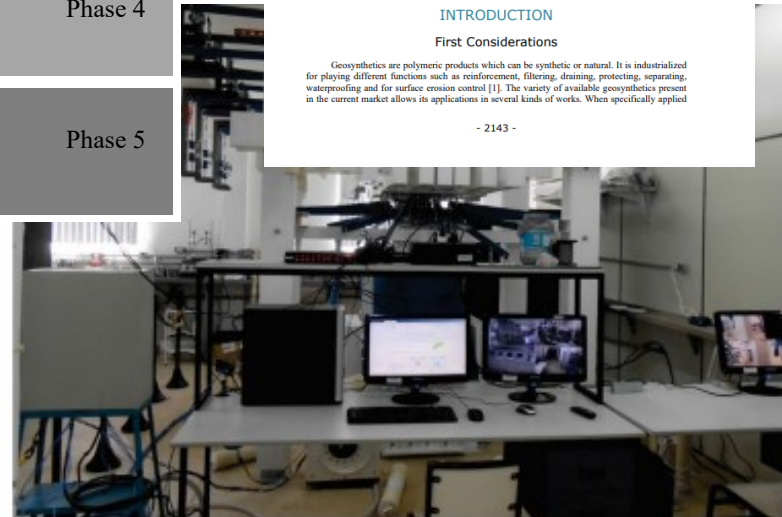 Phase 4
Phase 5
INTRODUCTION
First Considerations
Geosynthetics are polymeric products which can be synthetic or natural. It is industrialized
for playing different functions such as reinforcement, filtering, draining, protecting, separating,
waterproofing and for surface erosion control [1]. The variety of available geosynthetics present
in the current market allows its applications in several kinds of works. When specifically applied
- 2143 -